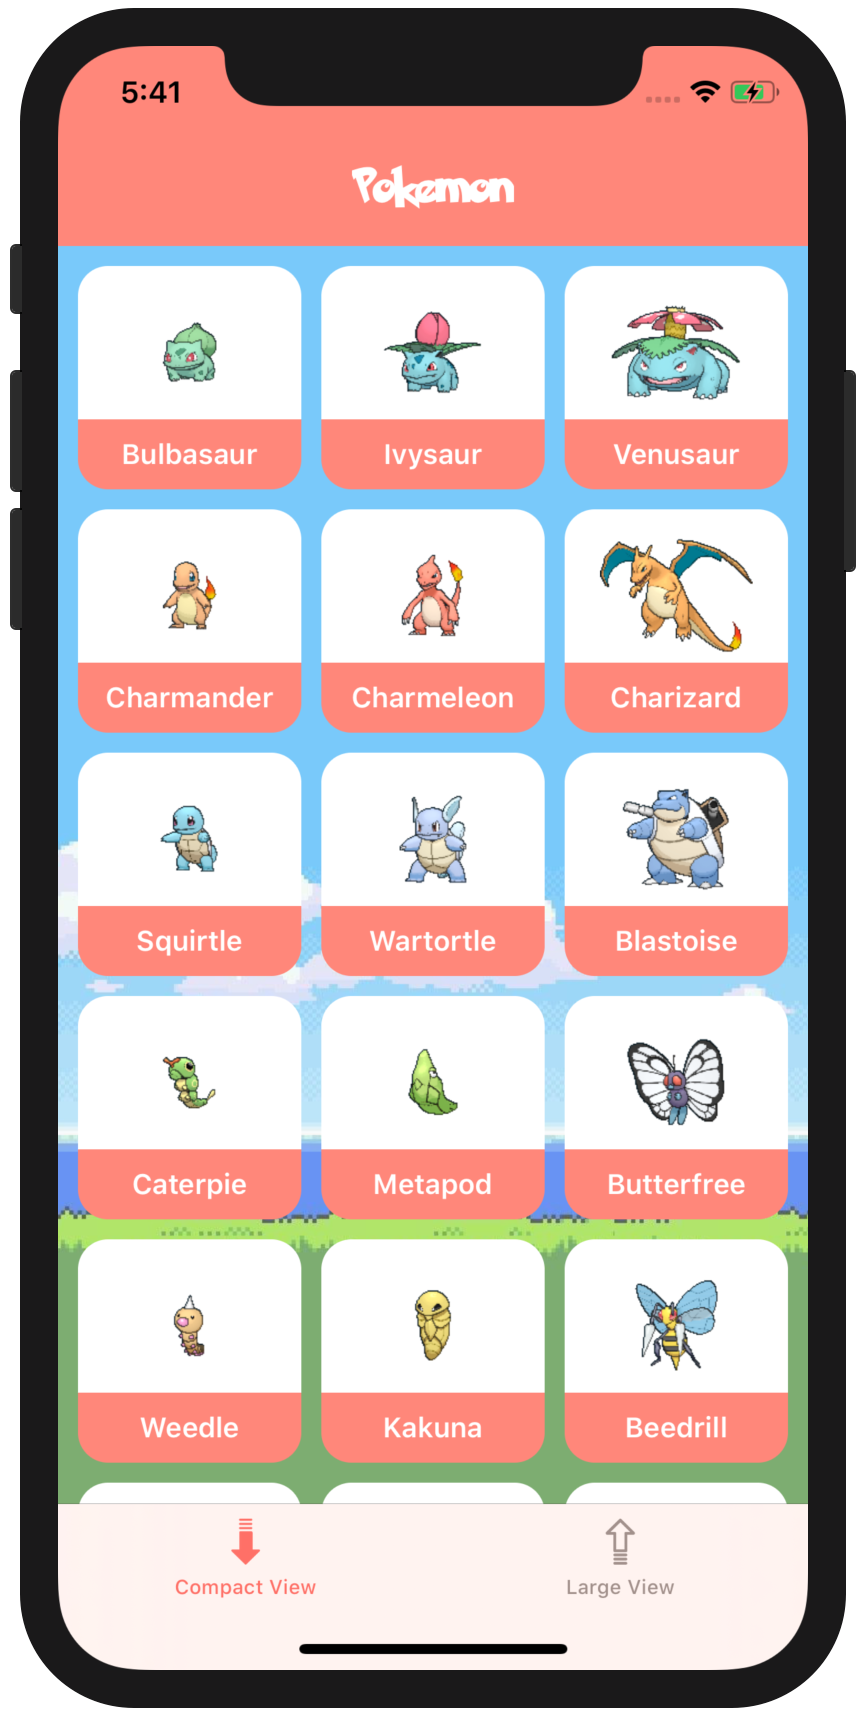 5:41
Pokemon
Bulbasaur
Ivysaur
Venusaur
Charmander
Charmeleon
Charizard
Squirtle
Wartortle
Blastoise
Caterpie
Metapod
Butterfree
Weedle
Kakuna
Beedrill
Compact View
Large View